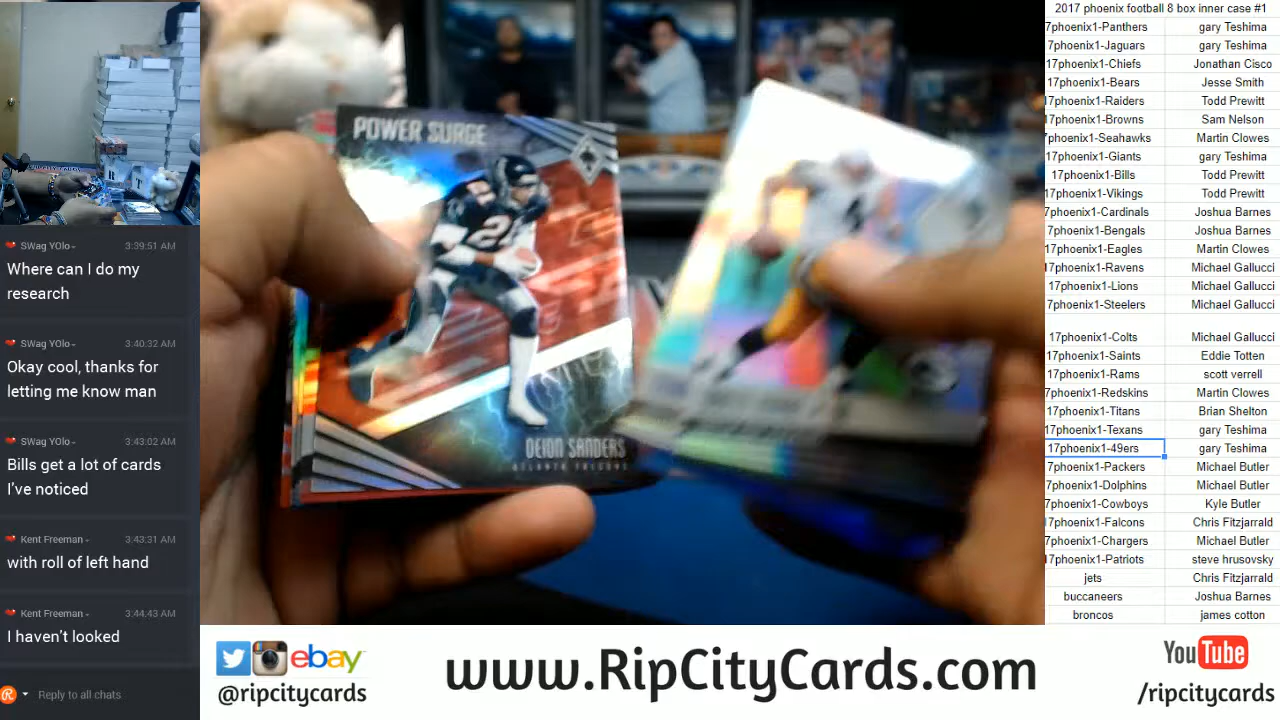 SWag YOlo 3:39:51 AM
Where can I do my
research
SWag YOlo 3:40:32 AM
Okay cool, thanks for
letting me know man
SWag YOlo 3:43:02 AM
Bills get a lot of cards
I've noticed
Kent Freeman 3:43:31 AM
with roll of left hand
Kent Freeman 3:44:43 AM
I haven't looked
Reply to all chats
POWER SURGE
DEION SANDERS
ATLANTA FALCONS
2017 phoenix football 8 box inner case #1
7phoenix1-Panthers gary Teshima
7phoenix1-Jaguars gary Teshima
17phoenix1-Chiefs Jonathan Cisco
17phoenix1-Bears Jesse Smith
17phoenix1-Raiders Todd Prewitt
7phoenix1-Browns Sam Nelson
7phoenix1-Seahawks Martin Clowes
17phoenix1-Giants gary Teshima
17phoenix1-Bills Todd Prewitt
17phoenix1-Vikings Todd Prewitt
7phoenix1-Cardinals Joshua Barnes
7phoenix1-Bengals Joshua Barnes
17phoenix1-Eagles Martin Clowes
17phoenix1-Ravens Michael Gallucci
17phoenix1-Lions Michael Gallucci
7phoenix1-Steelers Michael Gallucci
17phoenix1-Colts Michael Gallucci
17phoenix1-Saints Eddie Totten
17phoenix1-Rams scott verrell
7phoenix1-Redskins Martin Clowes
17phoenix1-Titans Brian Shelton
17phoenix1-Texans gary Teshima
17phoenix1-49ers gary Teshima
7phoenix1-Packers Michael Butler
7phoenix1-Dolphins Michael Butler
7phoenix1-Cowboys Kyle Butler
17phoenix1-Falcons Chris Fitzjarrald
7phoenix1-Chargers Michael Butler
17phoenix1-Patriots steve hrusovsky
jets Chris Fitzjarrald
buccaneers Joshua Barnes
broncos james cotton
ebay
@ripcitycards
www.RipCityCards.com
YouTube
/ripcitycards